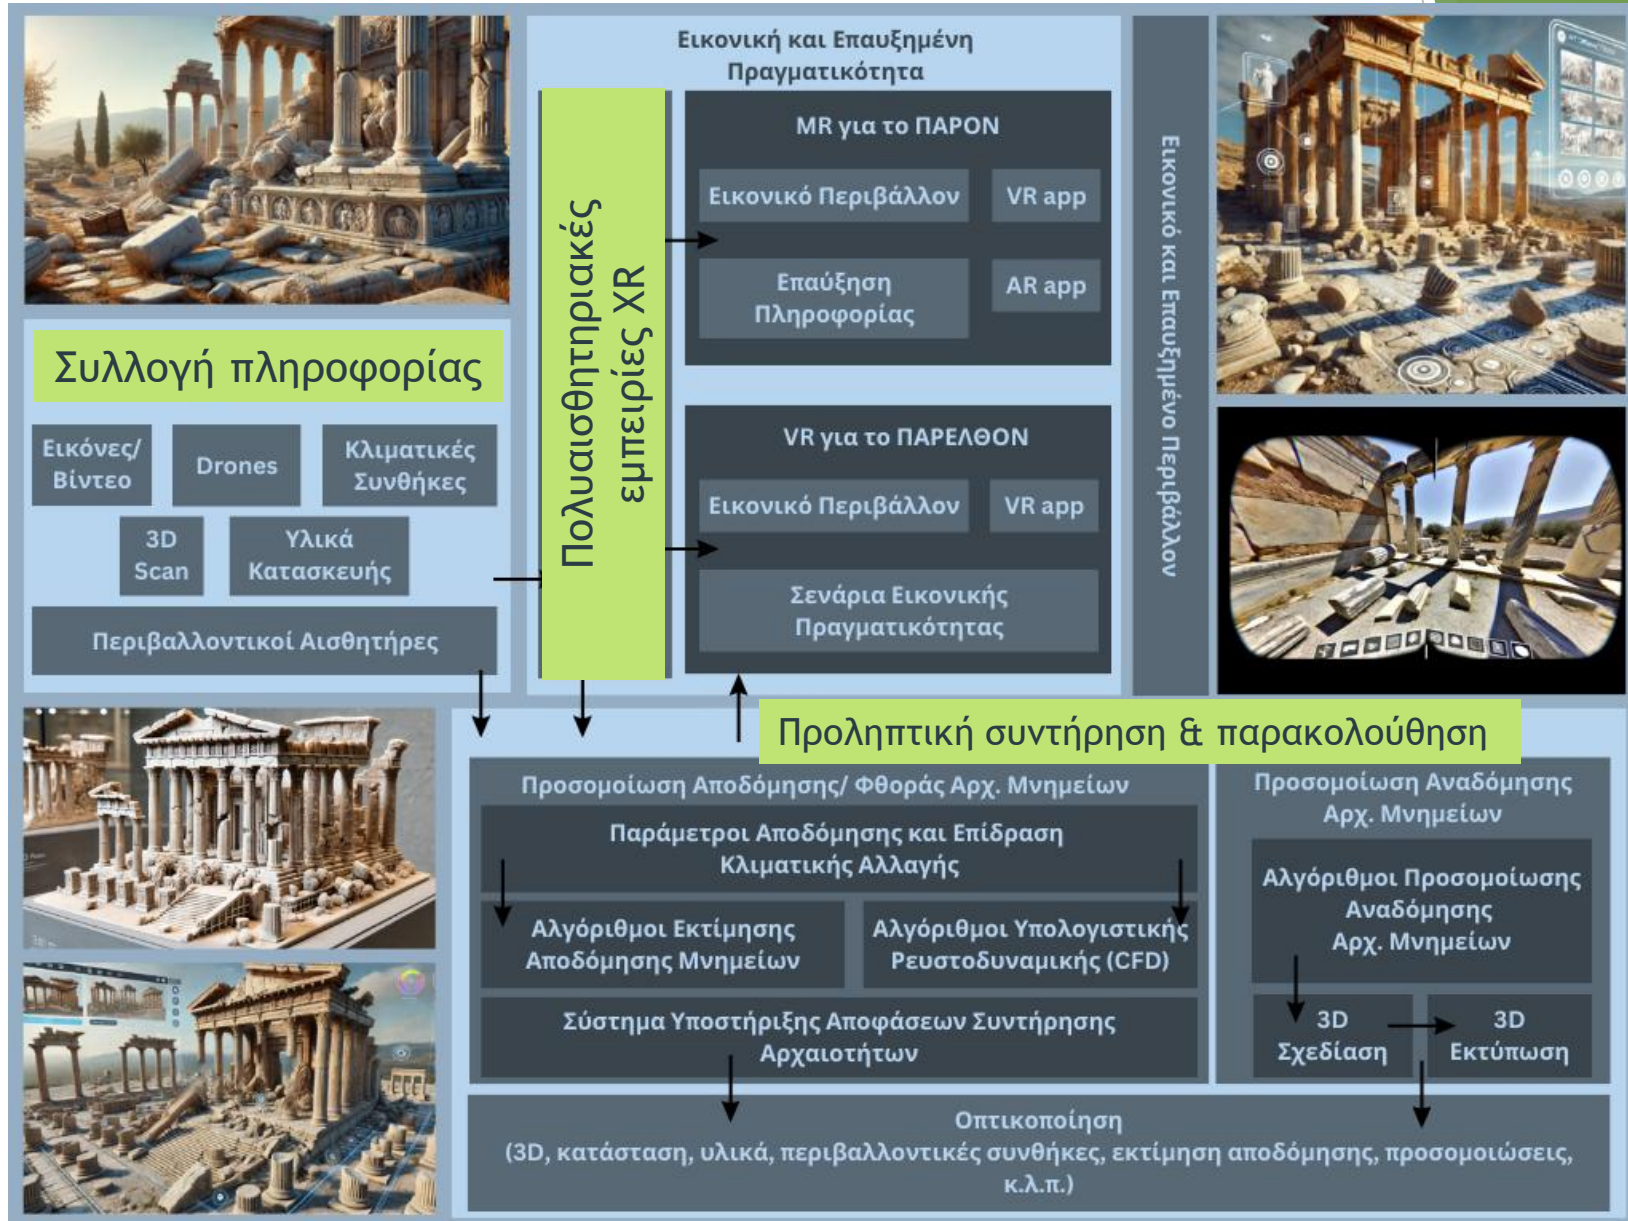 Εικονική και Επαυξημένη
Πραγματικότητα
Συλλογή πληροφορίας
Εικόνες/
Βίντεο
Drones
Κλιματικές
Συνθήκες
3D
Scan
Υλικά
Κατασκευής
Περιβαλλοντικοί Αισθητήρες
Πολυαισθητηριακές
εμπειρίες XR
MR για το ΠΑΡΟΝ
Εικονικό Περιβάλλον
VR app
Επαύξηση
Πληροφορίας
AR app
VR για το ΠΑΡΕΛΘΟΝ
Εικονικό Περιβάλλον
VR app
Σενάρια Εικονικής
Πραγματικότητας
Εικονικό και Επαυξημένο Περιβάλλον
Προληπτική συντήρηση & παρακολούθηση
Προσομοίωση Αποδόμησης/ Φθοράς Αρχ. Μνημείων
Παράμετροι Αποδόμησης και Επίδραση
Κλιματικής Αλλαγής
Αλγόριθμοι Εκτίμησης
Αποδόμησης Μνημείων
Αλγόριθμοι Υπολογιστικής
Ρευστοδυναμικής (CFD)
Σύστημα Υποστήριξης Αποφάσεων Συντήρησης
Αρχαιοτήτων
Προσομοίωση Αναδόμησης
Αρχ. Μνημείων
Αλγόριθμοι Προσομοίωσης
Αναδόμησης
Αρχ. Μνημείων
3D
Σχεδίαση
3D
Εκτύπωση
Οπτικοποίηση
(3D, κατάσταση, υλικά, περιβαλλοντικές συνθήκες, εκτίμηση αποδόμησης, προσομοιώσεις,
κ.λ.π.)